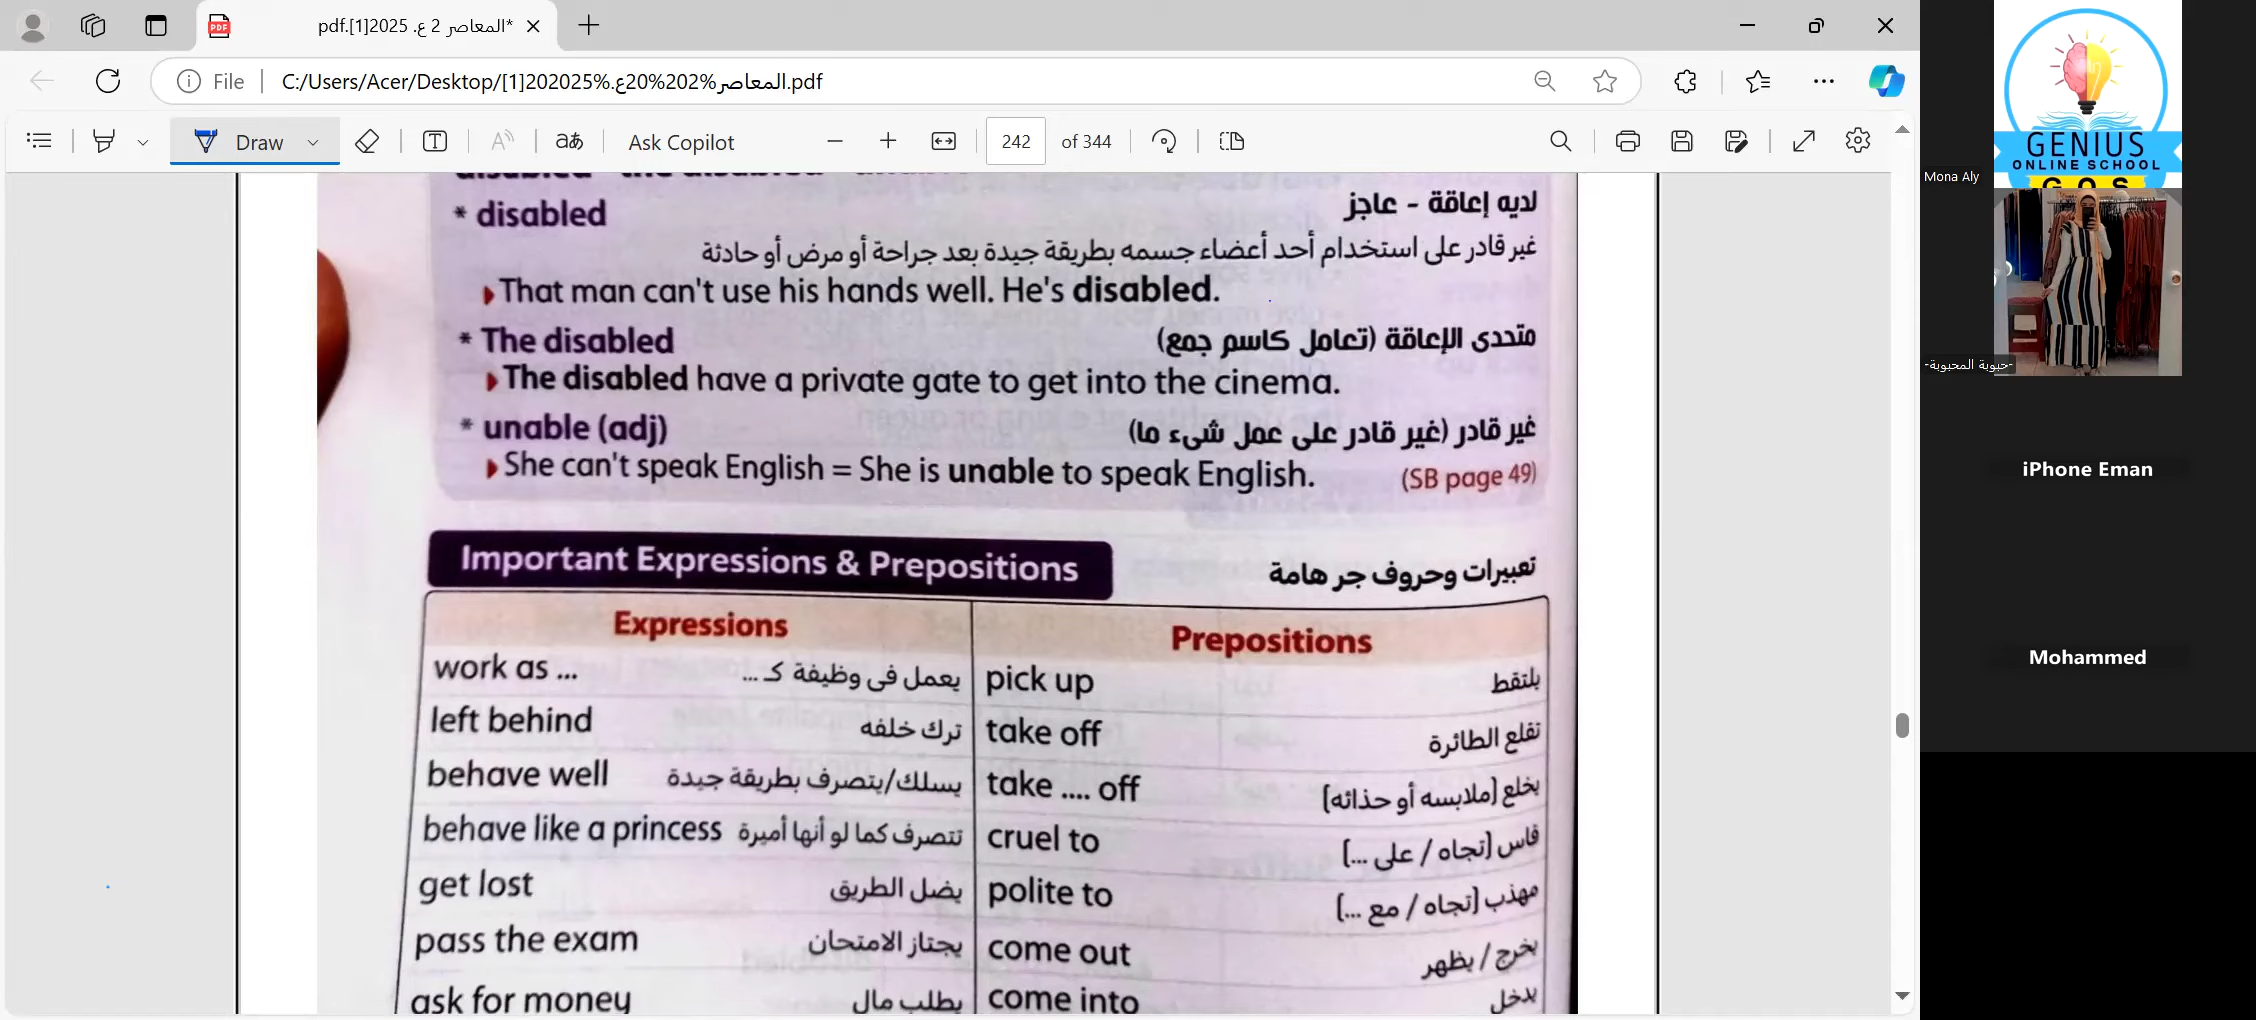 *المعاصر 2 ع. 2025[1].pdf
File
C:/Users/Acer/Desktop/[1]202025%.المعاصر%202%20ع.pdf
Draw
Ask Copilot
242 of 344
* disabled لديه إعاقة - عاجز
غير قادر على استخدام أحد أعضاء جسمه بطريقة جيدة بعد جراحة أو مرض أو حادثة
That man can't use his hands well. He's disabled.
* The disabled متحدى الإعاقة (تعامل كاسم جمع)
The disabled have a private gate to get into the cinema.
* unable (adj) غير قادر (غير قادر على عمل شىء ما)
She can't speak English = She is unable to speak English. (SB page 49)
Important Expressions & Prepositions تعبيرات وحروف جر هامة
Expressions Prepositions
work as ... يعمل فى وظيفة كـ ... pick up يلتقط
left behind ترك خلفه take off تقلع الطائرة
behave well يسلك/يتصرف بطريقة جيدة take .... off يخلع (ملابسه أو حذائه)
behave like a princess تتصرف كما لو أنها أميرة cruel to قاس (تجاه / على ...)
get lost يضل الطريق polite to مهذب (تجاه / مع ...)
pass the exam يجتاز الامتحان come out يخرج / يظهر
ask for money يطلب مال come into يدخل
GENIUS
ONLINE SCHOOL
GOS
Mona Aly
-حبوبة المحبوبة-
iPhone Eman
Mohammed